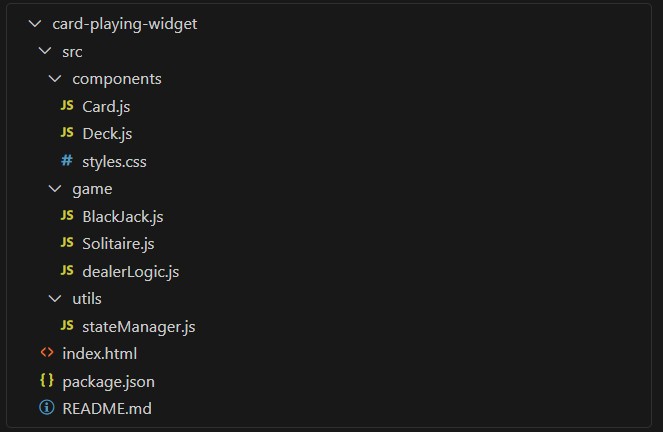 card-playing-widget
src
components
JS Card.js
JS Deck.js
# styles.css
game
JS BlackJack.js
JS Solitaire.js
JS dealerLogic.js
utils
JS stateManager.js
<> index.html
{} package.json
i README.md